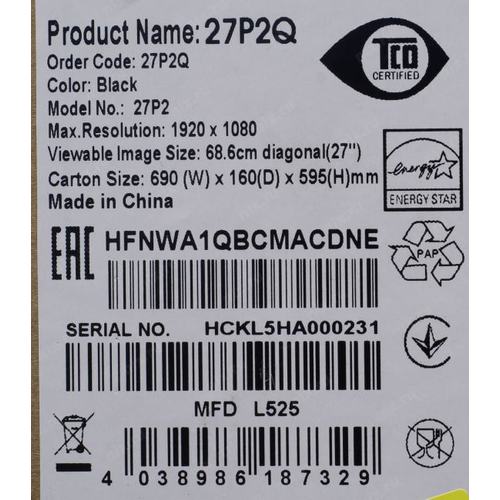 Product Name: 27P2Q
Order Code: 27P2Q
Color: Black
Model No.: 27P2
Max.Resolution: 1920 x 1080
Viewable Image Size: 68.6cm diagonal(27")
Carton Size: 690 (W) x 160(D) x 595(H)mm
Made in China
TCO
CERTIFIED
energy
ENERGY STAR
EAC
HFNWA1QBCMACDNE
PAP
SERIAL NO. HCKL5HA000231
MFD L525
4 038986 187329